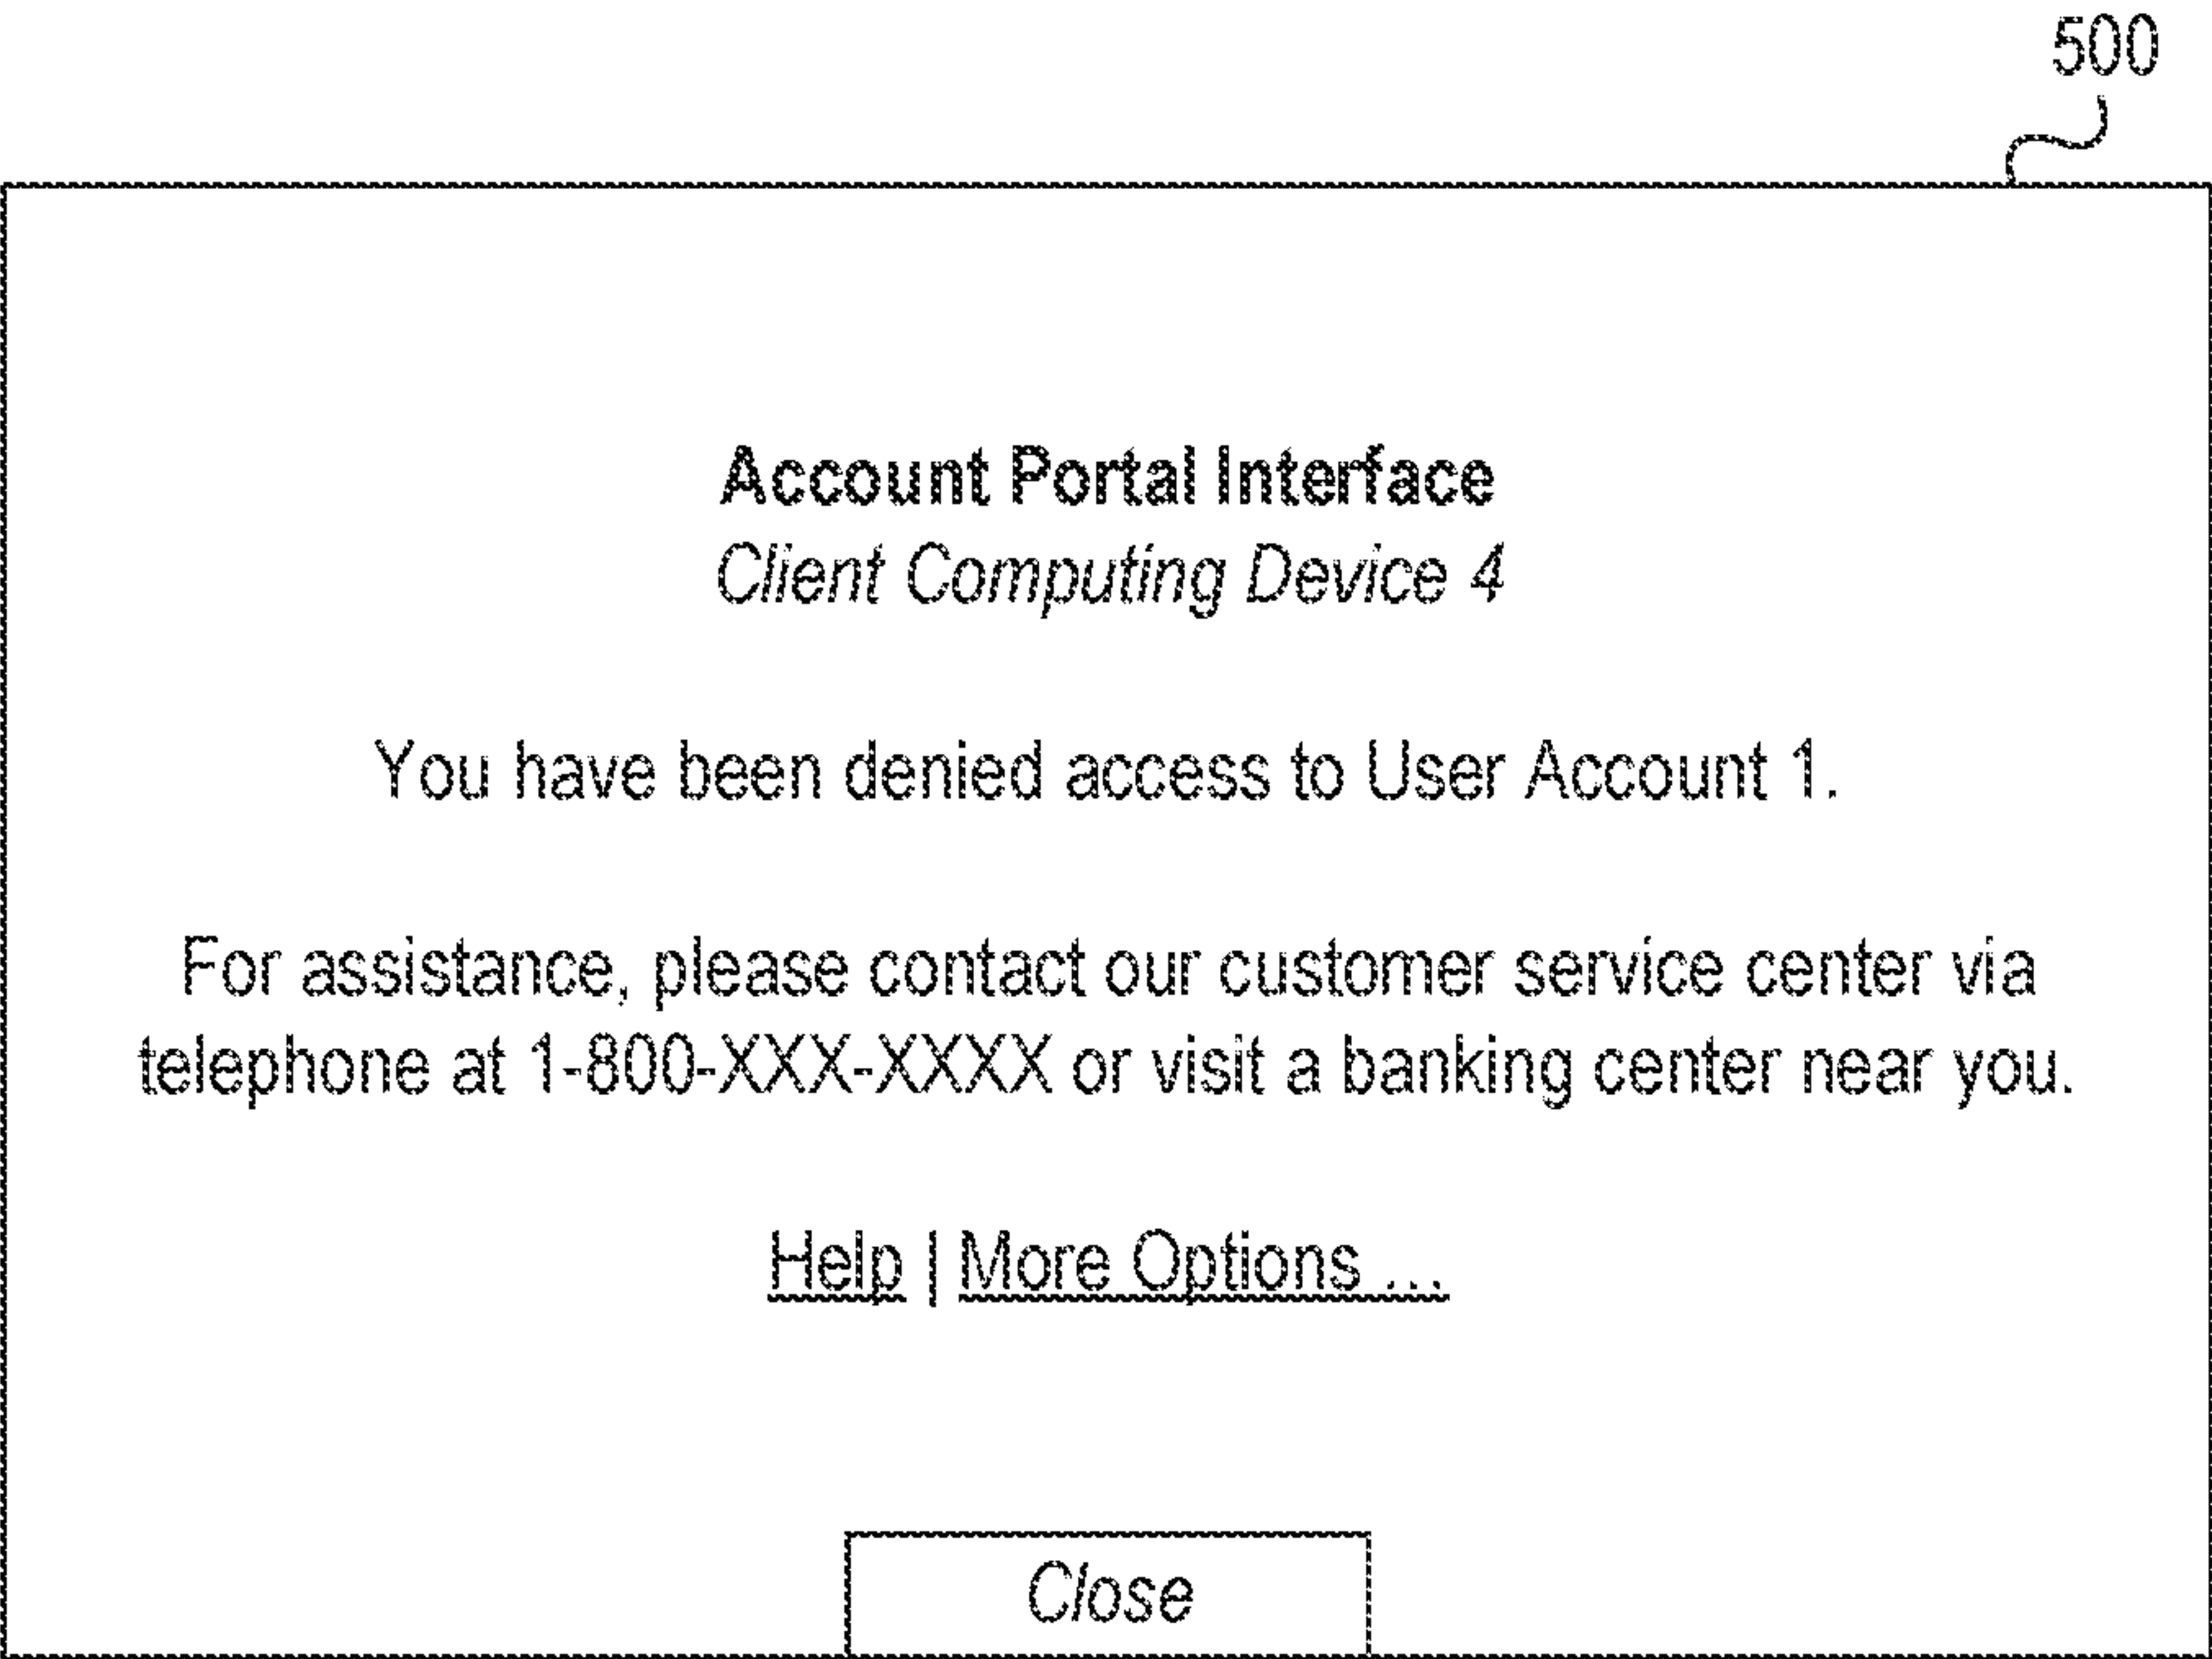 500
Account Portal Interface
Client Computing Device 4
You have been denied access to User Account 1.
For assistance, please contact our customer service center via
telephone at 1-800-XXX-XXXX or visit a banking center near you.
Help | More Options ...
Close